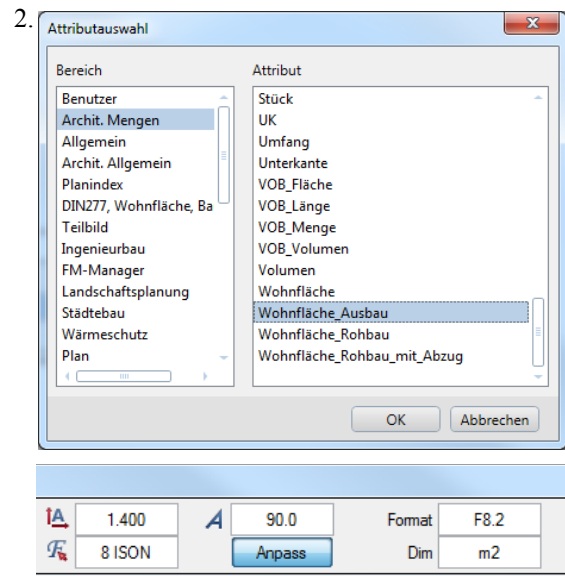 2.
Attributauswahl
Bereich
Benutzer
Archit. Mengen
Allgemein
Archit. Allgemein
Planindex
DIN277, Wohnfläche, Ba
Teilbild
Ingenieurbau
FM-Manager
Landschaftsplanung
Städtebau
Wärmeschutz
Plan
Attribut
Stück
UK
Umfang
Unterkante
VOB_Fläche
VOB_Länge
VOB_Menge
VOB_Volumen
Volumen
Wohnfläche
Wohnfläche_Ausbau
Wohnfläche_Rohbau
Wohnfläche_Rohbau_mit_Abzug
OK Abbrechen
A 1.400 A 90.0 Format F8.2
F 8 ISON Anpass Dim m2